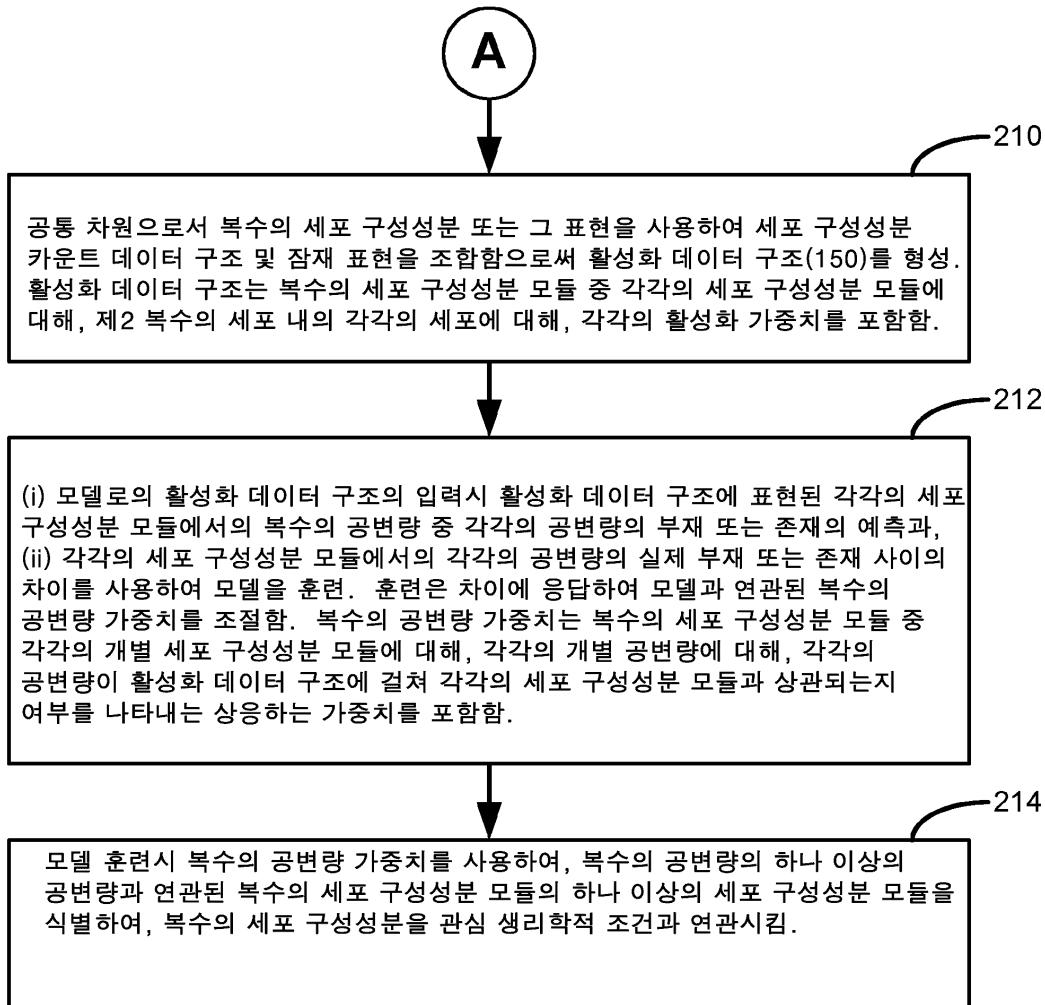 A
210
공통 차원으로서 복수의 세포 구성성분 또는 그 표현을 사용하여 세포 구성성분
카운트 데이터 구조 및 잠재 표현을 조합함으로써 활성화 데이터 구조(150)를 형성.
활성화 데이터 구조는 복수의 세포 구성성분 모듈 중 각각의 세포 구성성분 모듈에
대해, 제2 복수의 세포 내의 각각의 세포에 대해, 각각의 활성화 가중치를 포함함.
212
(i) 모델로의 활성화 데이터 구조의 입력시 활성화 데이터 구조에 표현된 각각의 세포
구성성분 모듈에서의 복수의 공변량 중 각각의 공변량의 부재 또는 존재의 예측과,
(ii) 각각의 세포 구성성분 모듈에서의 각각의 공변량의 실제 부재 또는 존재 사이의
차이를 사용하여 모델을 훈련. 훈련은 차이에 응답하여 모델과 연관된 복수의
공변량 가중치를 조절함. 복수의 공변량 가중치는 복수의 세포 구성성분 모듈 중
각각의 개별 세포 구성성분 모듈에 대해, 각각의 개별 공변량에 대해, 각각의
공변량이 활성화 데이터 구조에 걸쳐 각각의 세포 구성성분 모듈과 상관되는지
여부를 나타내는 상응하는 가중치를 포함함.
214
모델 훈련시 복수의 공변량 가중치를 사용하여, 복수의 공변량의 하나 이상의
공변량과 연관된 복수의 세포 구성성분 모듈의 하나 이상의 세포 구성성분 모듈을
식별하여, 복수의 세포 구성성분을 관심 생리학적 조건과 연관시킴.